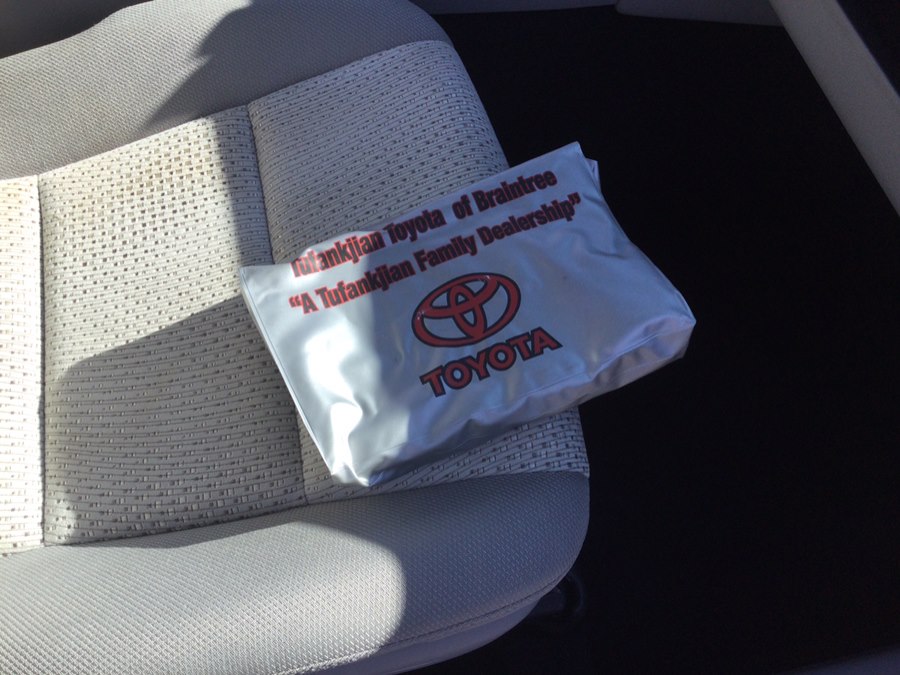 Tufankjian Toyota of Braintree
“A Tufankjian Family Dealership”
TOYOTA